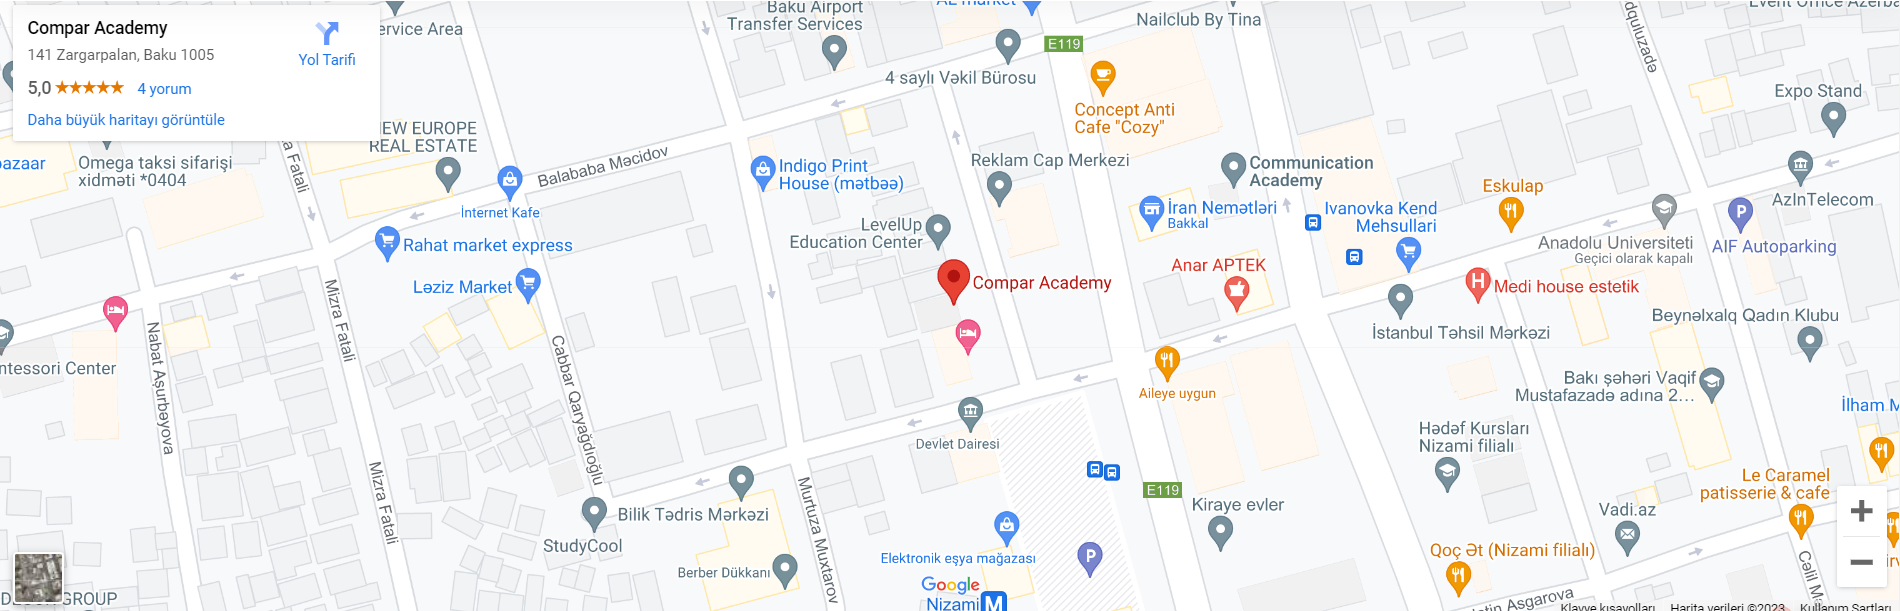 Compar Academy
141 Zargarpalan, Baku 1005
5,0
4 yorum
Daha büyük haritayı görüntüle
Yol Tarifi
ervice Area
Baku Airport
Transfer Services
AL market
Nailclub By Tina
E119
4 saylı Vəkil Bürosu
Concept Anti
Cafe "Cozy"
Expo Stand
NEW EUROPE
REAL ESTATE
bazaar
Omega taksi sifarişi
xidməti *0404
a Fatali
Balababa Məcidov
Indigo Print
House (mətbəə)
Reklam Cap Merkezi
Communication
Academy
Eskulap
AzInTelecom
İnternet Kafe
LevelUp
Education Center
İran Nemətləri
Bakkal
Ivanovka Kend
Mehsullari
Anadolu Universiteti
Geçici olarak kapalı
AIF Autoparking
Rahat market express
Ləziz Market
Compar Academy
Anar APTEK
Medi house estetik
Mizra Fatali
Nabat Aşurbəyova
Cabbar Qaryağdıoğlu
İstanbul Təhsil Mərkəzi
Beynəlxalq Qadın Klubu
ntessori Center
Aileye uygun
Bakı şəhəri Vaqif
Mustafazadə adına 2...
İlham M
Devlet Dairesi
Hədəf Kursları
Nizami filialı
Mizra Fatali
Murtuza Muxtarov
E119
Kiraye evler
Le Caramel
patisserie & cafe
Bilik Tədris Mərkəzi
StudyCool
Vadi.az
Elektronik eşya mağazası
Berber Dükkanı
Qoç Ət (Nizami filialı)
Google
Nizami
GROUP
Cəlil M
Asgarova
Klavye kısayolları
Harita verileri ©2023
Kullanım Şartları